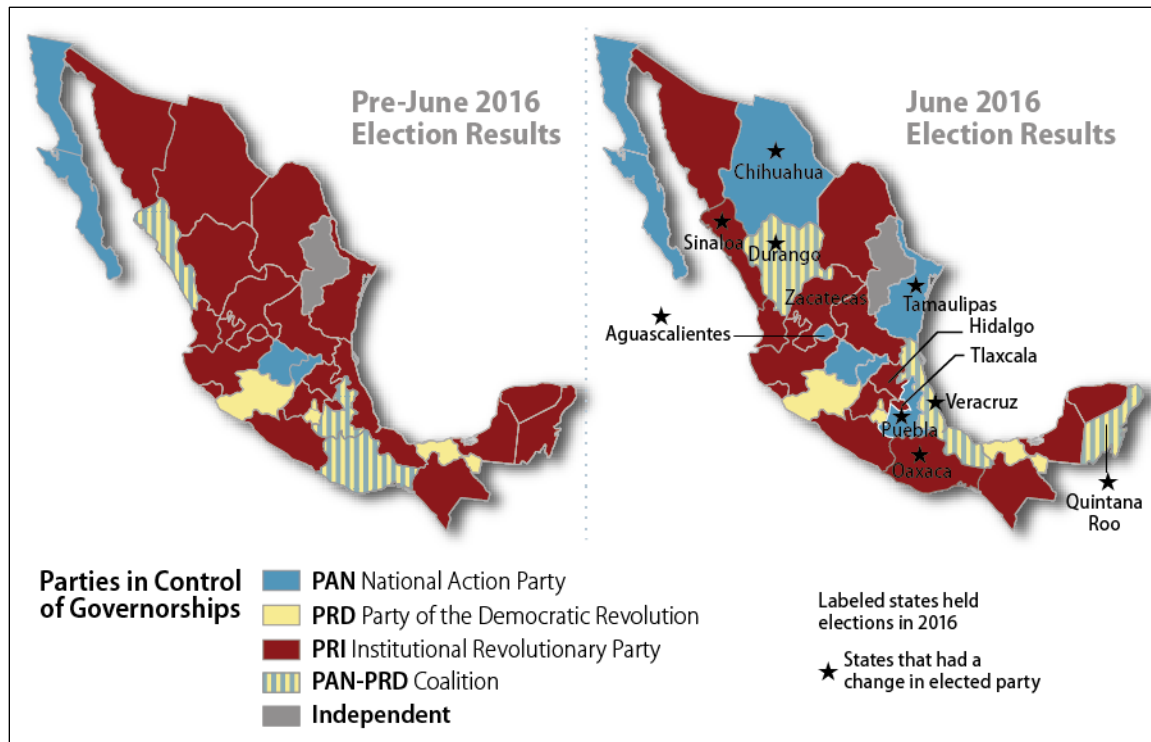 Pre-June 2016
Election Results
June 2016
Election Results
Chihuahua
Sinaloa
Durango
Zacatecas
Tamaulipas
Aguascalientes
Hidalgo
Tlaxcala
Veracruz
Puebla
Oaxaca
Quintana
Roo
Parties in Control
of Governorships
PAN National Action Party
PRD Party of the Democratic Revolution
PRI Institutional Revolutionary Party
PAN-PRD Coalition
Independent
Labeled states held
elections in 2016
States that had a
change in elected party